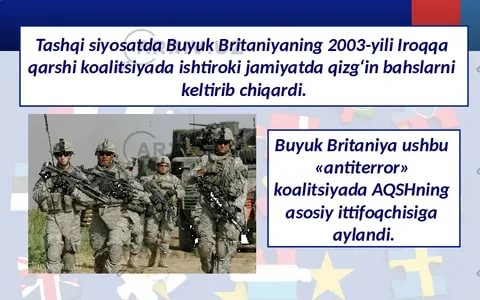 Tashqi siyosatda Buyuk Britaniyaning 2003-yili Iroqqa
qarshi koalitsiyada ishtiroki jamiyatda qizg‘in bahslarni
keltirib chiqardi.
Buyuk Britaniya ushbu
«antiterror»
koalitsiyada AQSHning
asosiy ittifoqchisiga
aylandi.